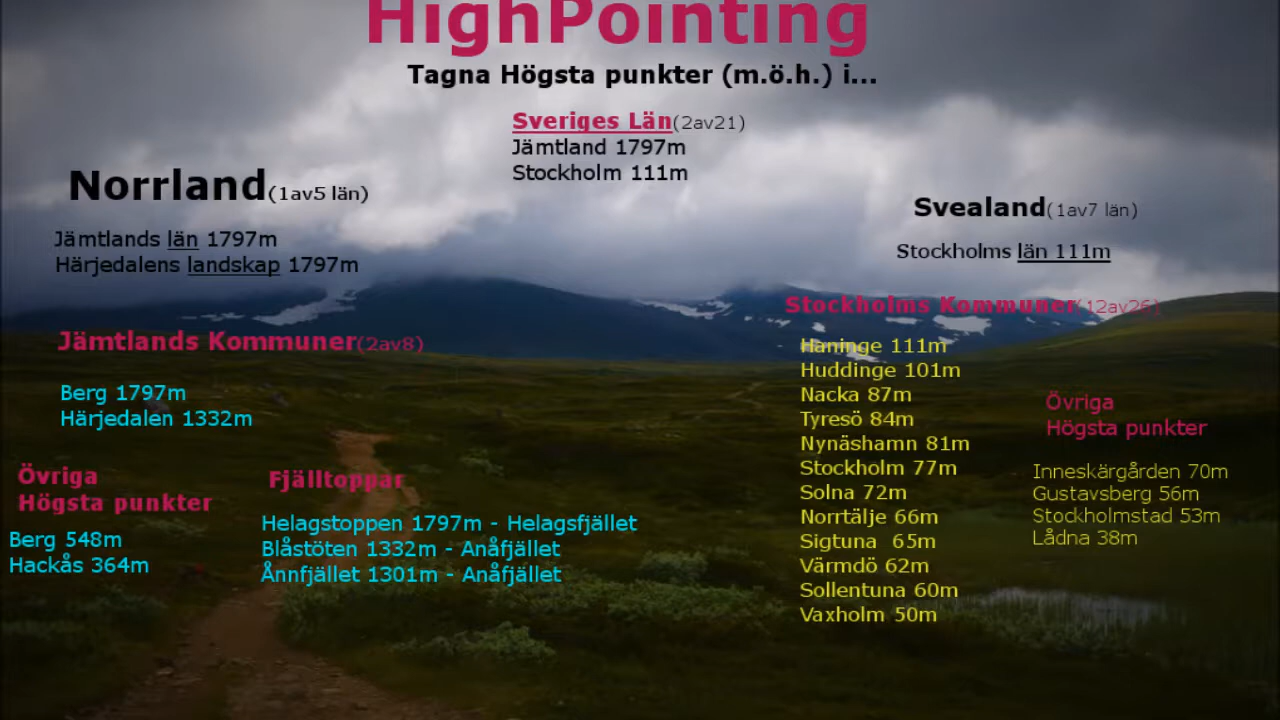 HighPointing
Tagna Högsta punkter (m.ö.h.) i...
Sveriges Län(2av21)
Jämtland 1797m
Stockholm 111m
Norrland(1av5 län)
Jämtlands län 1797m
Härjedalens landskap 1797m
Jämtlands Kommuner(2av8)
Berg 1797m
Härjedalen 1332m
Övriga
Högsta punkter
Berg 548m
Hackås 364m
Fjälltoppar
Helagstoppen 1797m - Helagsfjället
Blåstöten 1332m - Anåfjället
Ånnfjället 1301m - Anåfjället
Svealand(1av7 län)
Stockholms län 111m
Stockholms Kommuner(12av26)
Haninge 111m
Huddinge 101m
Nacka 87m
Tyresö 84m
Nynäshamn 81m
Stockholm 77m
Solna 72m
Norrtälje 66m
Sigtuna  65m
Värmdö 62m
Sollentuna 60m
Vaxholm 50m
Övriga
Högsta punkter
Inneskärgården 70m
Gustavsberg 56m
Stockholmstad 53m
Lådna 38m